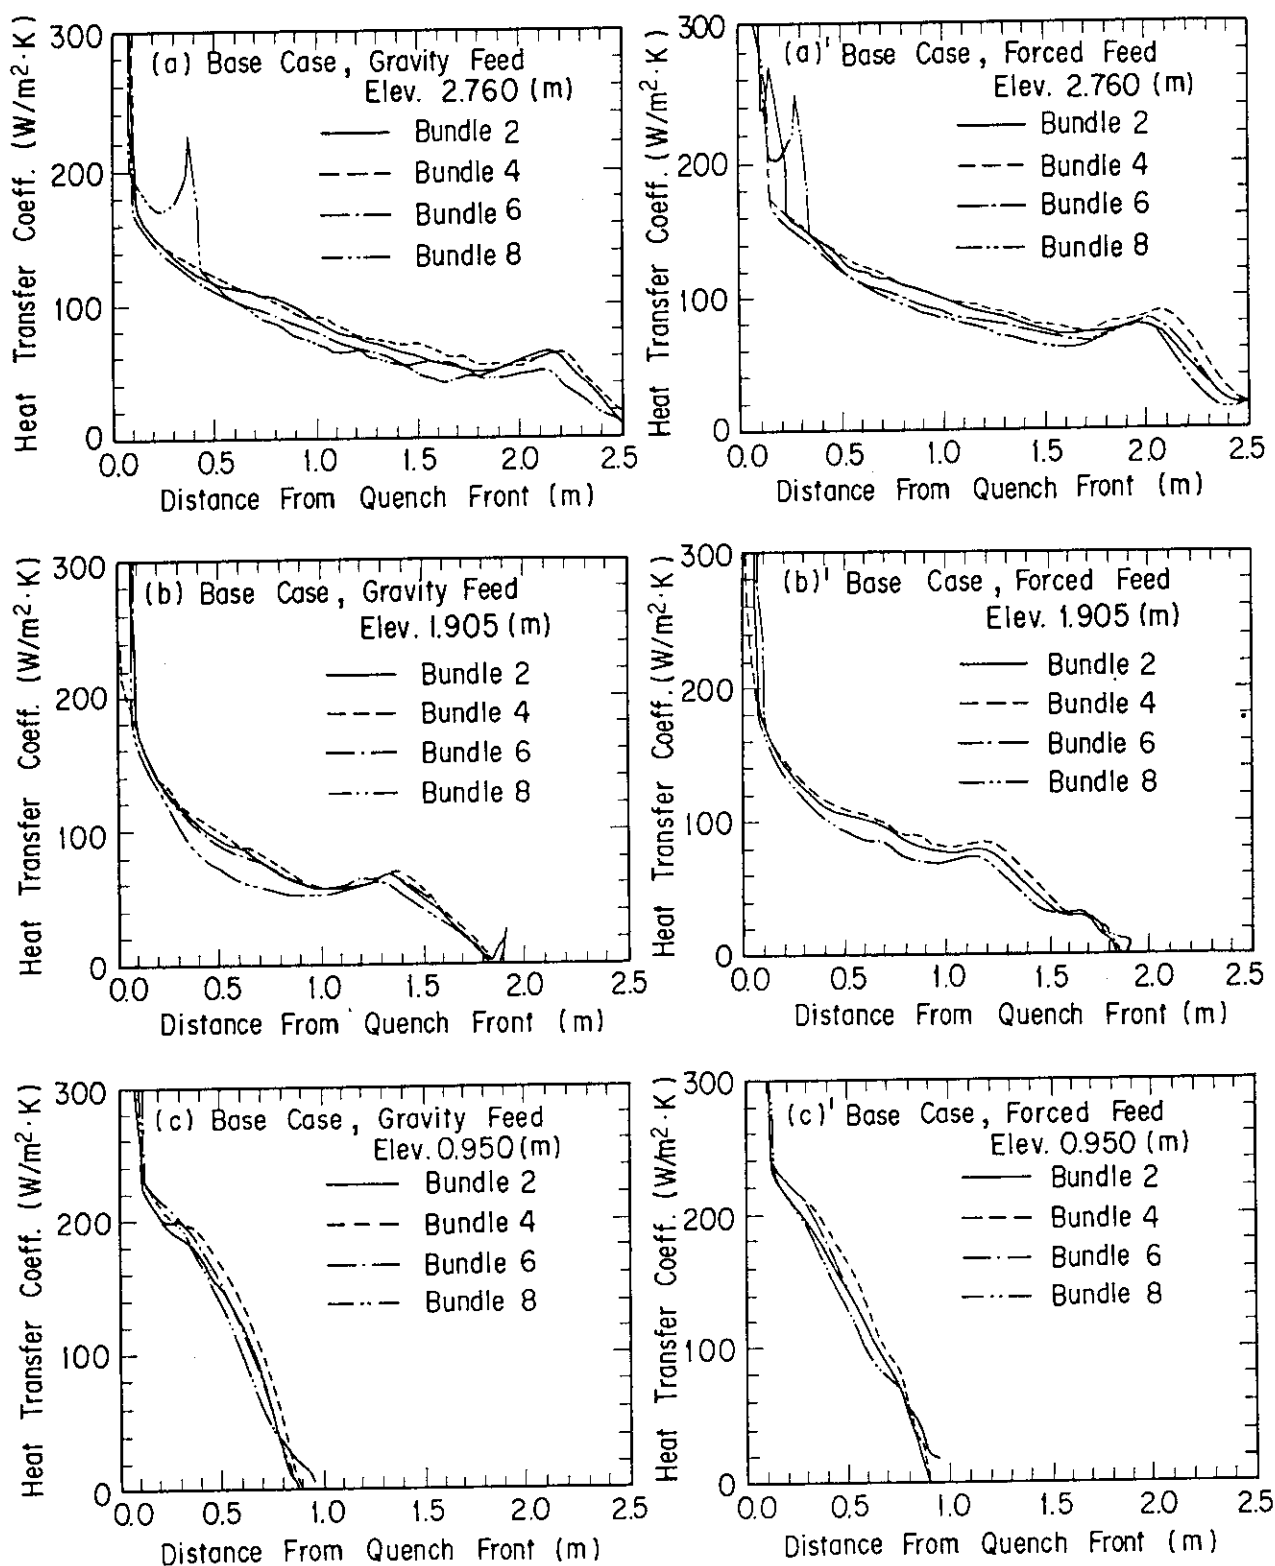 Heat Transfer Coeff. (W/m²·K)
300
200
100
0
(a) Base Case, Gravity Feed
Elev. 2.760 (m)
Bundle 2
Bundle 4
Bundle 6
Bundle 8
0.0 0.5 1.0 1.5 2.0 2.5
Distance From Quench Front (m)
Heat Transfer Coeff. (W/m²·K)
300
200
100
0
(a)' Base Case, Forced Feed
Elev. 2.760 (m)
Bundle 2
Bundle 4
Bundle 6
Bundle 8
0.0 0.5 1.0 1.5 2.0 2.5
Distance From Quench Front (m)
Heat Transfer Coeff. (W/m²·K)
300
200
100
0
(b) Base Case, Gravity Feed
Elev. 1.905 (m)
Bundle 2
Bundle 4
Bundle 6
Bundle 8
0.0 0.5 1.0 1.5 2.0 2.5
Distance From Quench Front (m)
Heat Transfer Coeff. (W/m²·K)
300
200
100
0
(b)' Base Case, Forced Feed
Elev. 1.905 (m)
Bundle 2
Bundle 4
Bundle 6
Bundle 8
0.0 0.5 1.0 1.5 2.0 2.5
Distance From Quench Front (m)
Heat Transfer Coeff. (W/m²·K)
300
200
100
0
(c) Base Case, Gravity Feed
Elev. 0.950 (m)
Bundle 2
Bundle 4
Bundle 6
Bundle 8
0.0 0.5 1.0 1.5 2.0 2.5
Distance From Quench Front (m)
Heat Transfer Coeff. (W/m²·K)
300
200
100
0
(c)' Base Case, Forced Feed
Elev. 0.950 (m)
Bundle 2
Bundle 4
Bundle 6
Bundle 8
0.0 0.5 1.0 1.5 2.0 2.5
Distance From Quench Front (m)